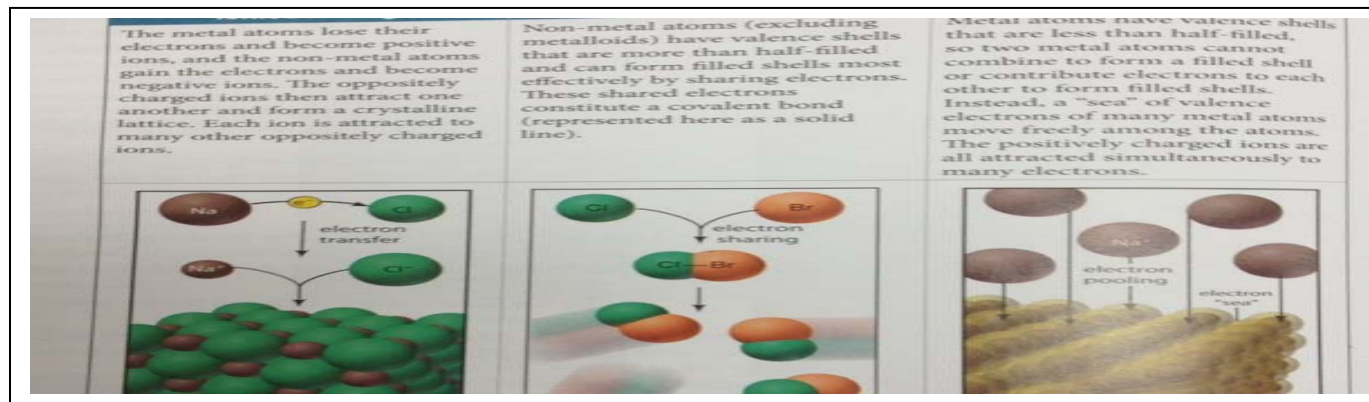 The metal atoms lose their
electrons and become positive
ions, and the non-metal atoms
gain the electrons and become
negative ions. The oppositely
charged ions then attract one
another and form a crystalline
lattice. Each ion is attracted to
many other oppositely charged
ions.
Non-metal atoms (excluding
metalloids) have valence shells
that are more than half-filled
and can form filled shells most
effectively by sharing electrons.
These shared electrons
constitute a covalent bond
(represented here as a solid
line).
Metal atoms have valence shells
that are less than half-filled,
so two metal atoms cannot
combine to form a filled shell
or contribute electrons to each
other to form filled shells.
Instead, a “sea” of valence
electrons of many metal atoms
move freely among the atoms.
The positively charged ions are
all attracted simultaneously to
many electrons.
Na
e⁻
Cl
electron
transfer
Na⁺
Cl⁻
Cl
Br
electron
sharing
Cl—Br
Na⁺
electron
pooling
electron
“sea”